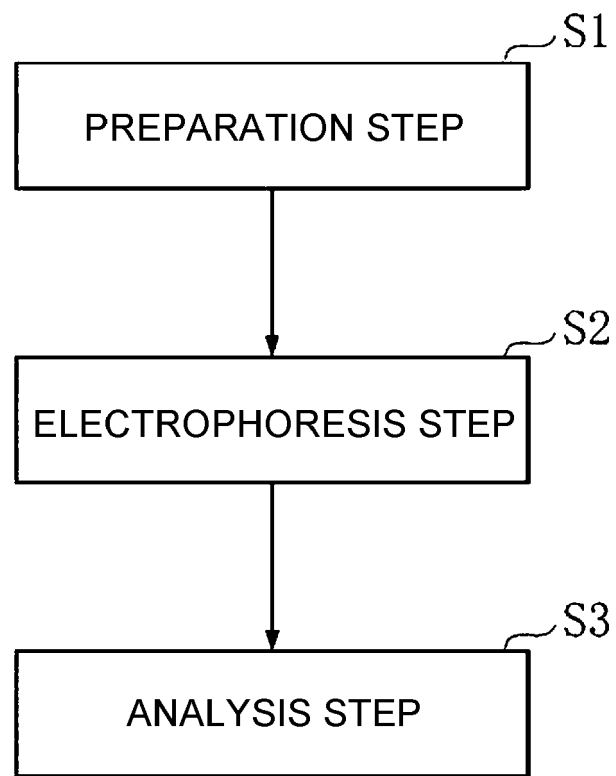 S1
PREPARATION STEP
S2
ELECTROPHORESIS STEP
S3
ANALYSIS STEP